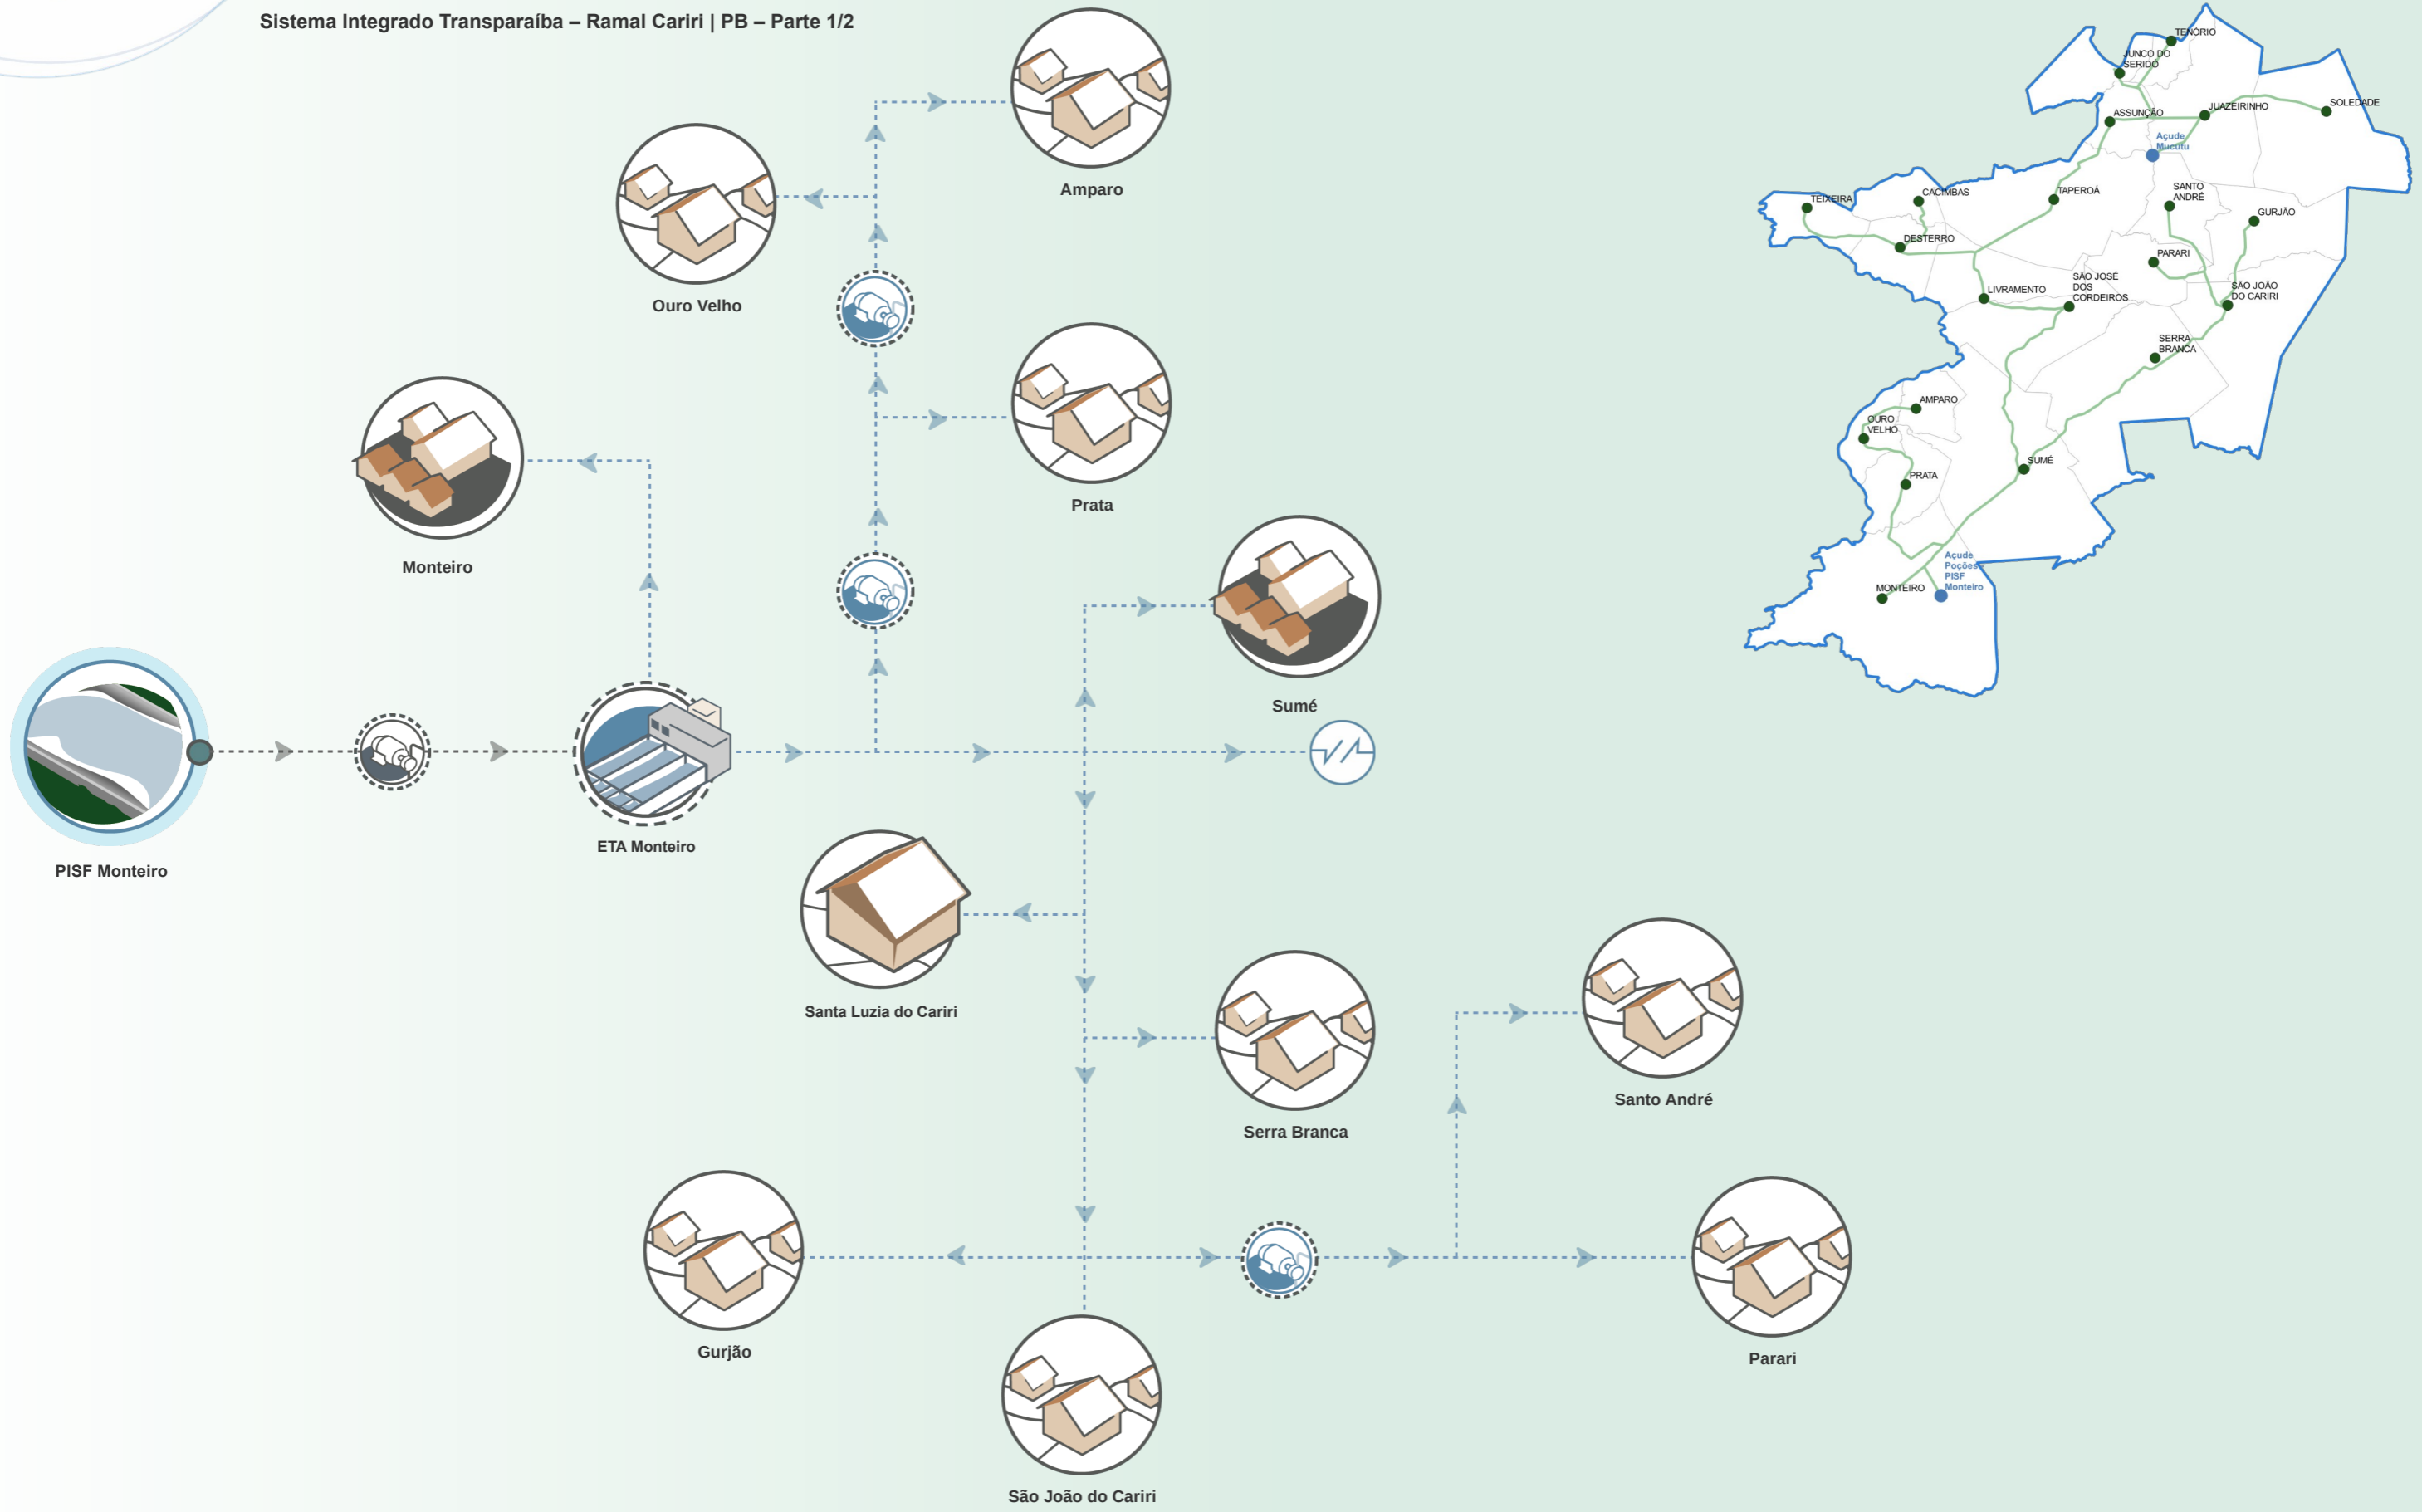 Sistema Integrado Transparaíba – Ramal Cariri | PB – Parte 1/2
Amparo
Ouro Velho
Prata
Monteiro
Sumé
PISF Monteiro
ETA Monteiro
Santa Luzia do Cariri
Serra Branca
Santo André
Gurjão
Parari
São João do Cariri
TENÓRIO
JUNCO DO
SERIDÓ
SOLEDADE
JUAZEIRINHO
ASSUNÇÃO
Açude
Mucutu
TEIXEIRA
CACIMBAS
TAPEROÁ
SANTO
ANDRÉ
GURJÃO
DESTERRO
PARARI
SÃO JOSÉ
DOS
CORDEIROS
LIVRAMENTO
SÃO JOÃO
DO CARIRI
SERRA
BRANCA
AMPARO
OURO
VELHO
SUMÉ
PRATA
Açude
Poções -
PISF
Monteiro
MONTEIRO